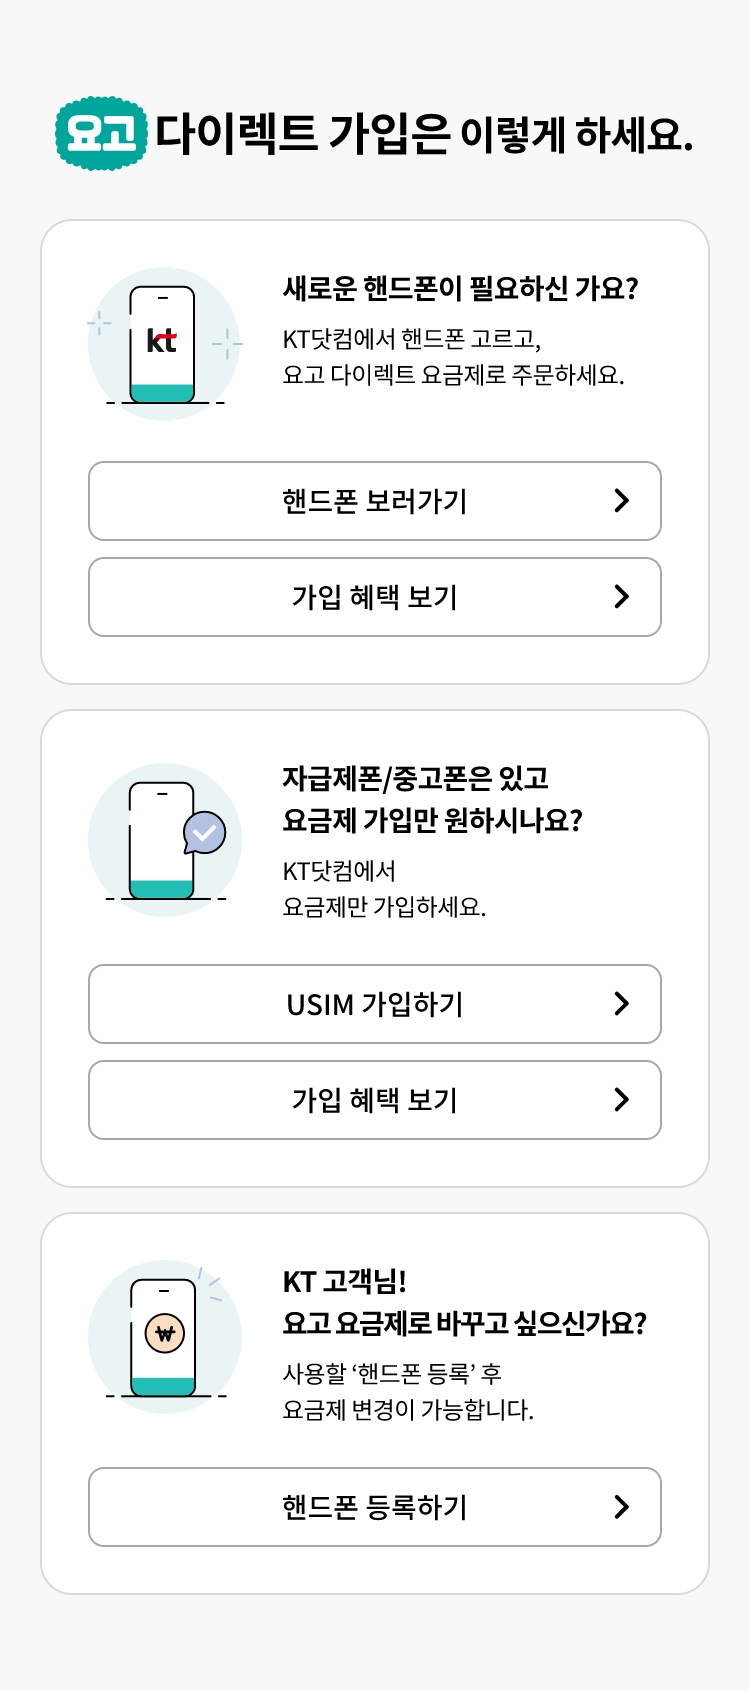 요고 다이렉트 가입은 이렇게 하세요.
새로운 핸드폰이 필요하신 가요?
KT닷컴에서 핸드폰 고르고,
요고 다이렉트 요금제로 주문하세요.
kt
핸드폰 보러가기
가입 혜택 보기
자급제폰/중고폰은 있고
요금제 가입만 원하시나요?
KT닷컴에서
요금제만 가입하세요.
USIM 가입하기
가입 혜택 보기
KT 고객님!
요고 요금제로 바꾸고 싶으신가요?
사용할 ‘핸드폰 등록’ 후
요금제 변경이 가능합니다.
₩
핸드폰 등록하기